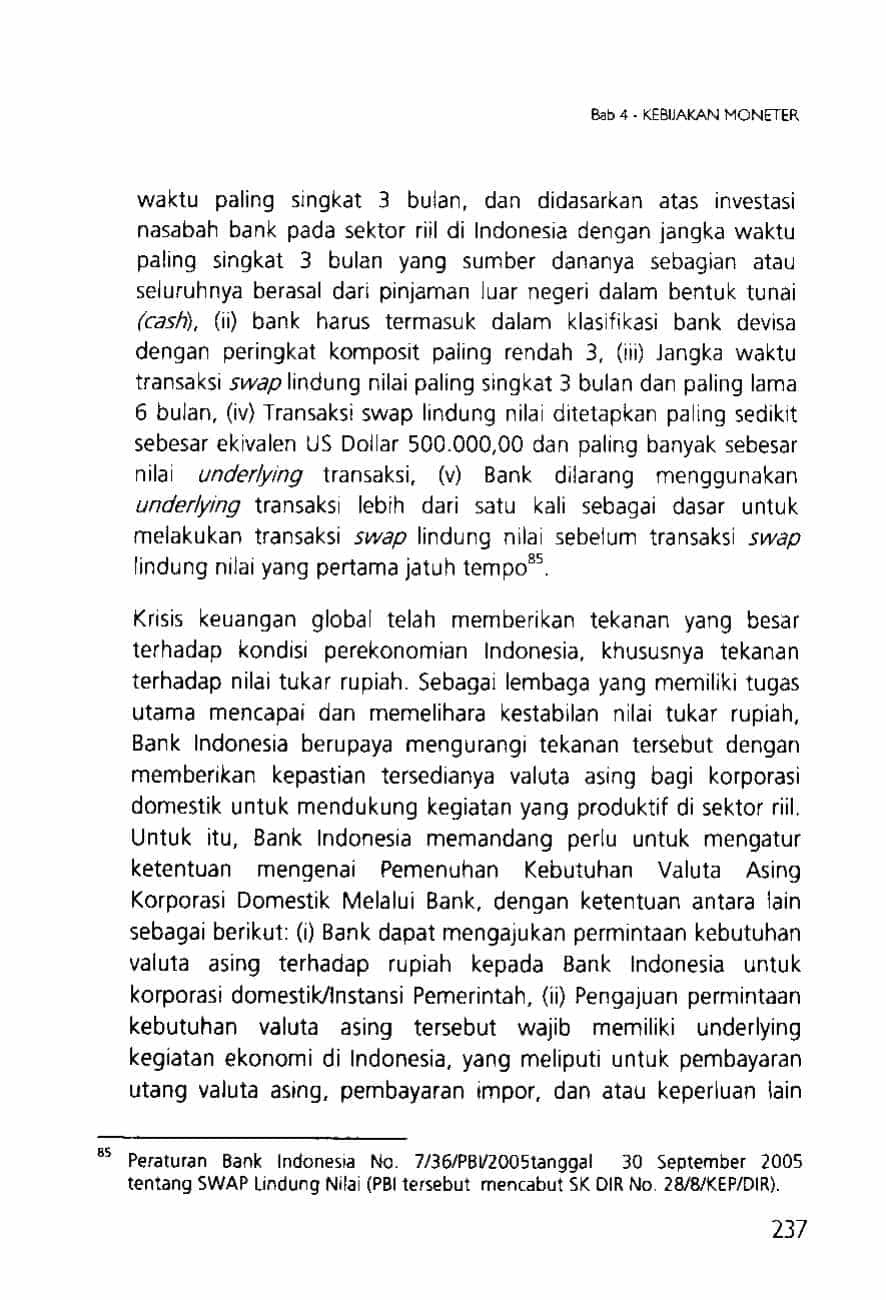 Bab 4 - KEBIJAKAN MONETER
waktu paling singkat 3 bulan, dan didasarkan atas investasi
nasabah bank pada sektor riil di Indonesia dengan jangka waktu
paling singkat 3 bulan yang sumber dananya sebagian atau
seluruhnya berasal dari pinjaman luar negeri dalam bentuk tunai
(cash), (ii) bank harus termasuk dalam klasifikasi bank devisa
dengan peringkat komposit paling rendah 3, (iii) Jangka waktu
transaksi swap lindung nilai paling singkat 3 bulan dan paling lama
6 bulan, (iv) Transaksi swap lindung nilai ditetapkan paling sedikit
sebesar ekivalen US Dollar 500.000,00 dan paling banyak sebesar
nilai underlying transaksi, (v) Bank dilarang menggunakan
underlying transaksi lebih dari satu kali sebagai dasar untuk
melakukan transaksi swap lindung nilai sebelum transaksi swap
lindung nilai yang pertama jatuh tempo85.
Krisis keuangan global telah memberikan tekanan yang besar
terhadap kondisi perekonomian Indonesia, khususnya tekanan
terhadap nilai tukar rupiah. Sebagai lembaga yang memiliki tugas
utama mencapai dan memelihara kestabilan nilai tukar rupiah,
Bank Indonesia berupaya mengurangi tekanan tersebut dengan
memberikan kepastian tersedianya valuta asing bagi korporasi
domestik untuk mendukung kegiatan yang produktif di sektor riil.
Untuk itu, Bank Indonesia memandang perlu untuk mengatur
ketentuan mengenai Pemenuhan Kebutuhan Valuta Asing
Korporasi Domestik Melalui Bank, dengan ketentuan antara lain
sebagai berikut: (i) Bank dapat mengajukan permintaan kebutuhan
valuta asing terhadap rupiah kepada Bank Indonesia untuk
korporasi domestik/Instansi Pemerintah, (ii) Pengajuan permintaan
kebutuhan valuta asing tersebut wajib memiliki underlying
kegiatan ekonomi di Indonesia, yang meliputi untuk pembayaran
utang valuta asing, pembayaran impor, dan atau keperluan lain
85 Peraturan Bank Indonesia No. 7/36/PBI/2005tanggal 30 September 2005
tentang SWAP Lindung Nilai (PBI tersebut mencabut SK DIR No. 28/8/KEP/DIR).
237